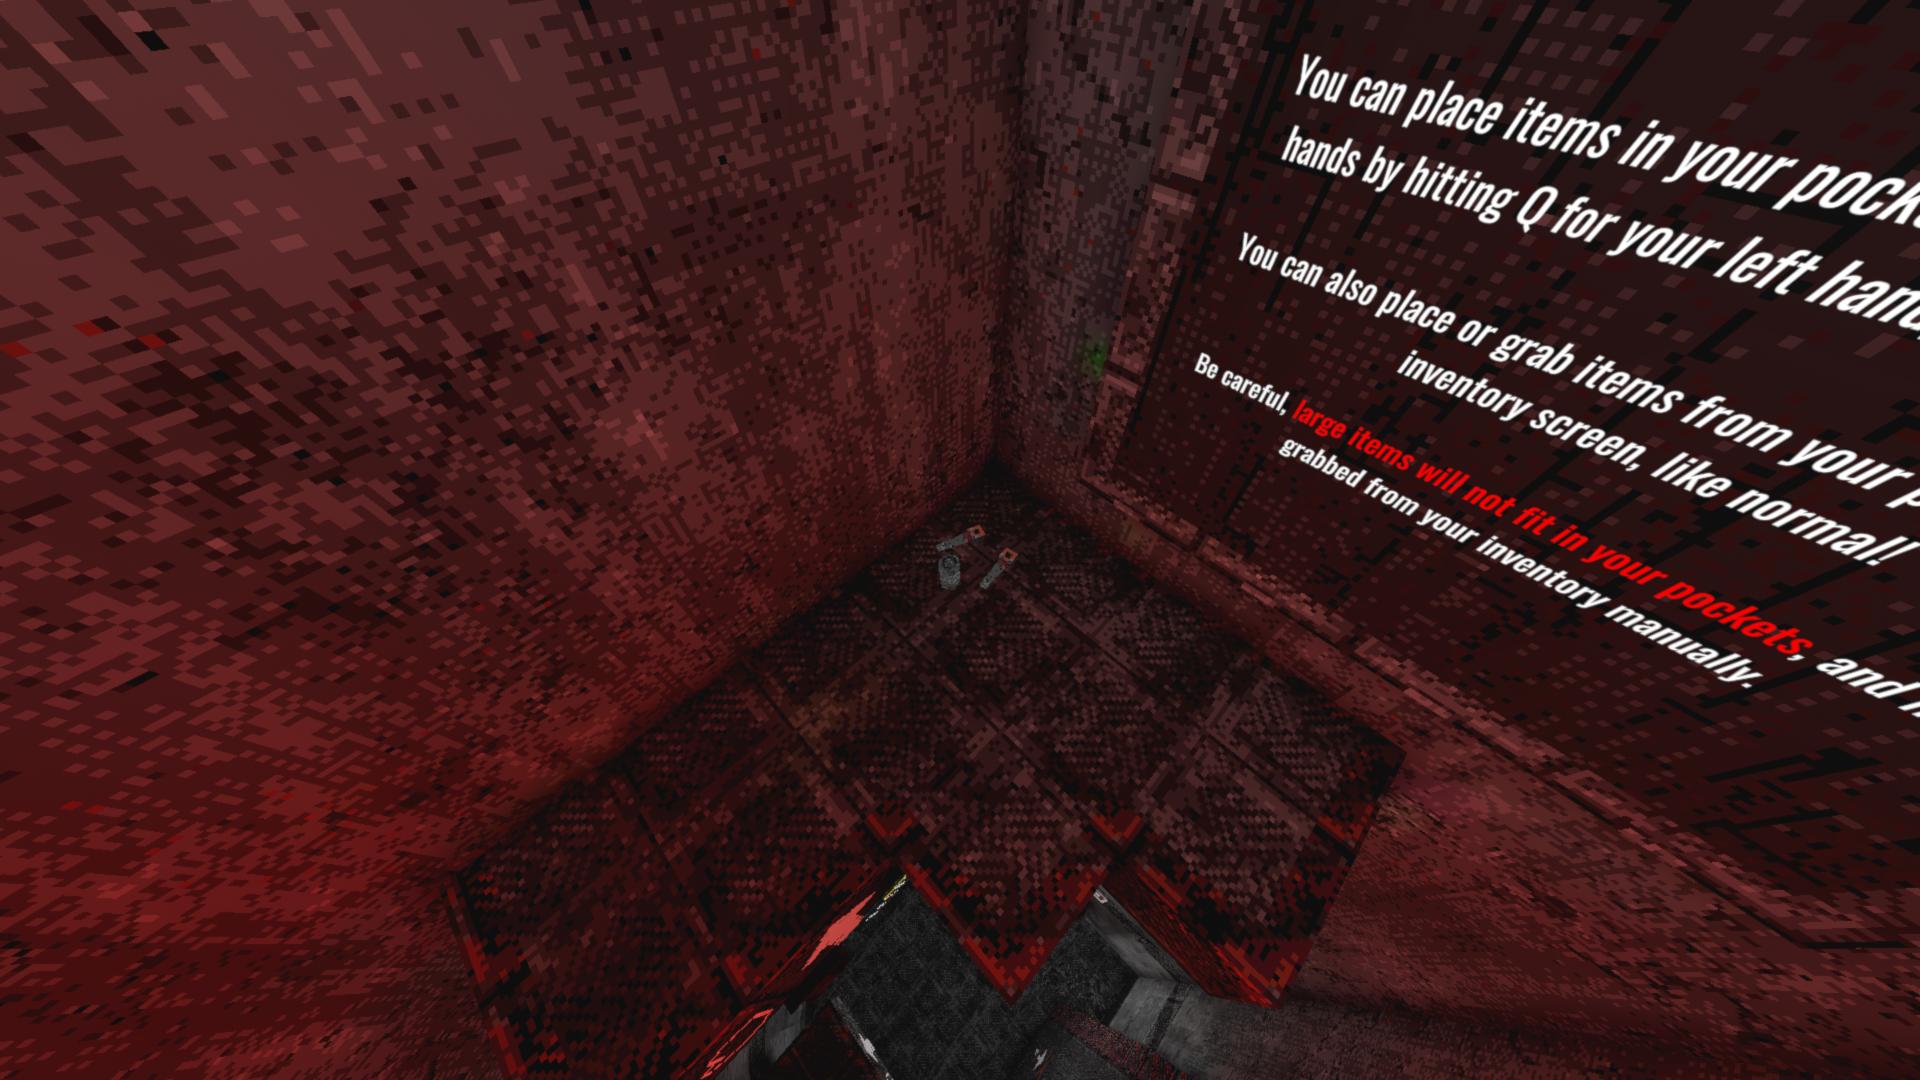 You can place items in your
hands by hitting Q for your left
You can also place or grab items from your
inventory screen, like normal!!
Be careful, large items will not fit in your pockets, and
grabbed from your inventory manually.